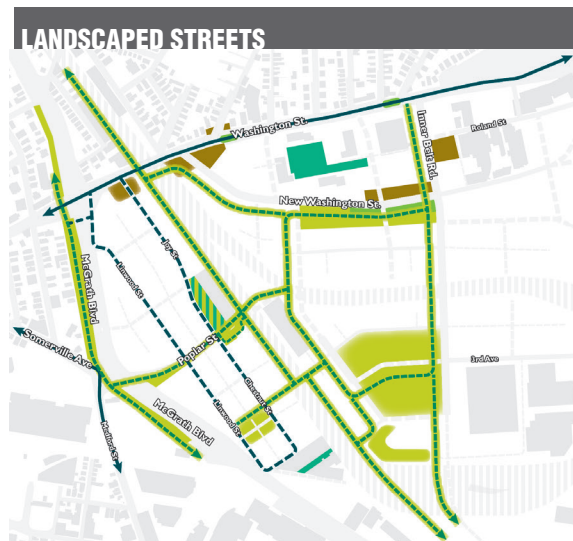 LANDSCAPED STREETS
Washington St.
Roland St
Inner Belt Rd.
New Washington St.
Joy St.
Linwood St
McGrath Blvd
Somerville Ave
Poplar St
3rd Ave
Chestnut St
Linwood St
McGrath Blvd
Medford St